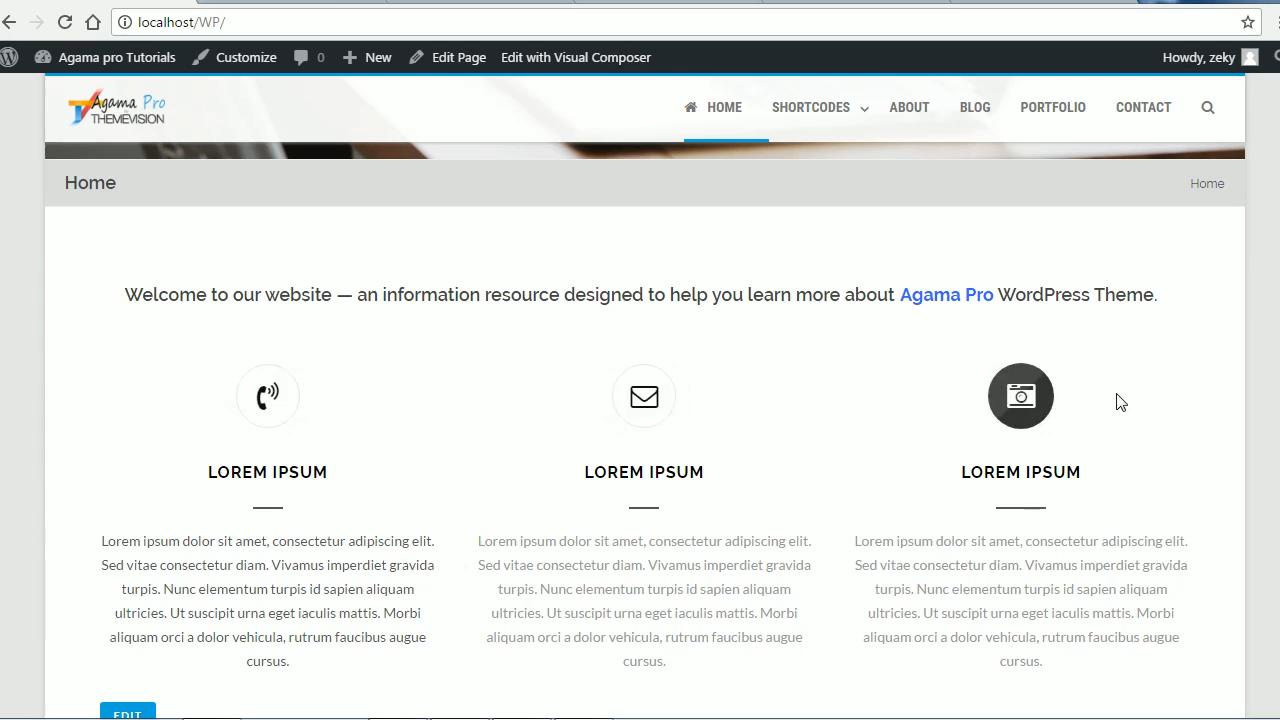 localhost/WP/
Agama pro Tutorials Customize 0 New Edit Page Edit with Visual Composer Howdy, zeky
Agama Pro
THEMEVISION
HOME SHORTCODES ABOUT BLOG PORTFOLIO CONTACT
Home Home
Welcome to our website — an information resource designed to help you learn more about Agama Pro WordPress Theme.
LOREM IPSUM
Lorem ipsum dolor sit amet, consectetur adipiscing elit.
Sed vitae consectetur diam. Vivamus imperdiet gravida
turpis. Nunc elementum turpis id sapien aliquam
ultricies. Ut suscipit urna eget iaculis mattis. Morbi
aliquam orci a dolor vehicula, rutrum faucibus augue
cursus.
LOREM IPSUM
Lorem ipsum dolor sit amet, consectetur adipiscing elit.
Sed vitae consectetur diam. Vivamus imperdiet gravida
turpis. Nunc elementum turpis id sapien aliquam
ultricies. Ut suscipit urna eget iaculis mattis. Morbi
aliquam orci a dolor vehicula, rutrum faucibus augue
cursus.
LOREM IPSUM
Lorem ipsum dolor sit amet, consectetur adipiscing elit.
Sed vitae consectetur diam. Vivamus imperdiet gravida
turpis. Nunc elementum turpis id sapien aliquam
ultricies. Ut suscipit urna eget iaculis mattis. Morbi
aliquam orci a dolor vehicula, rutrum faucibus augue
cursus.
EDIT